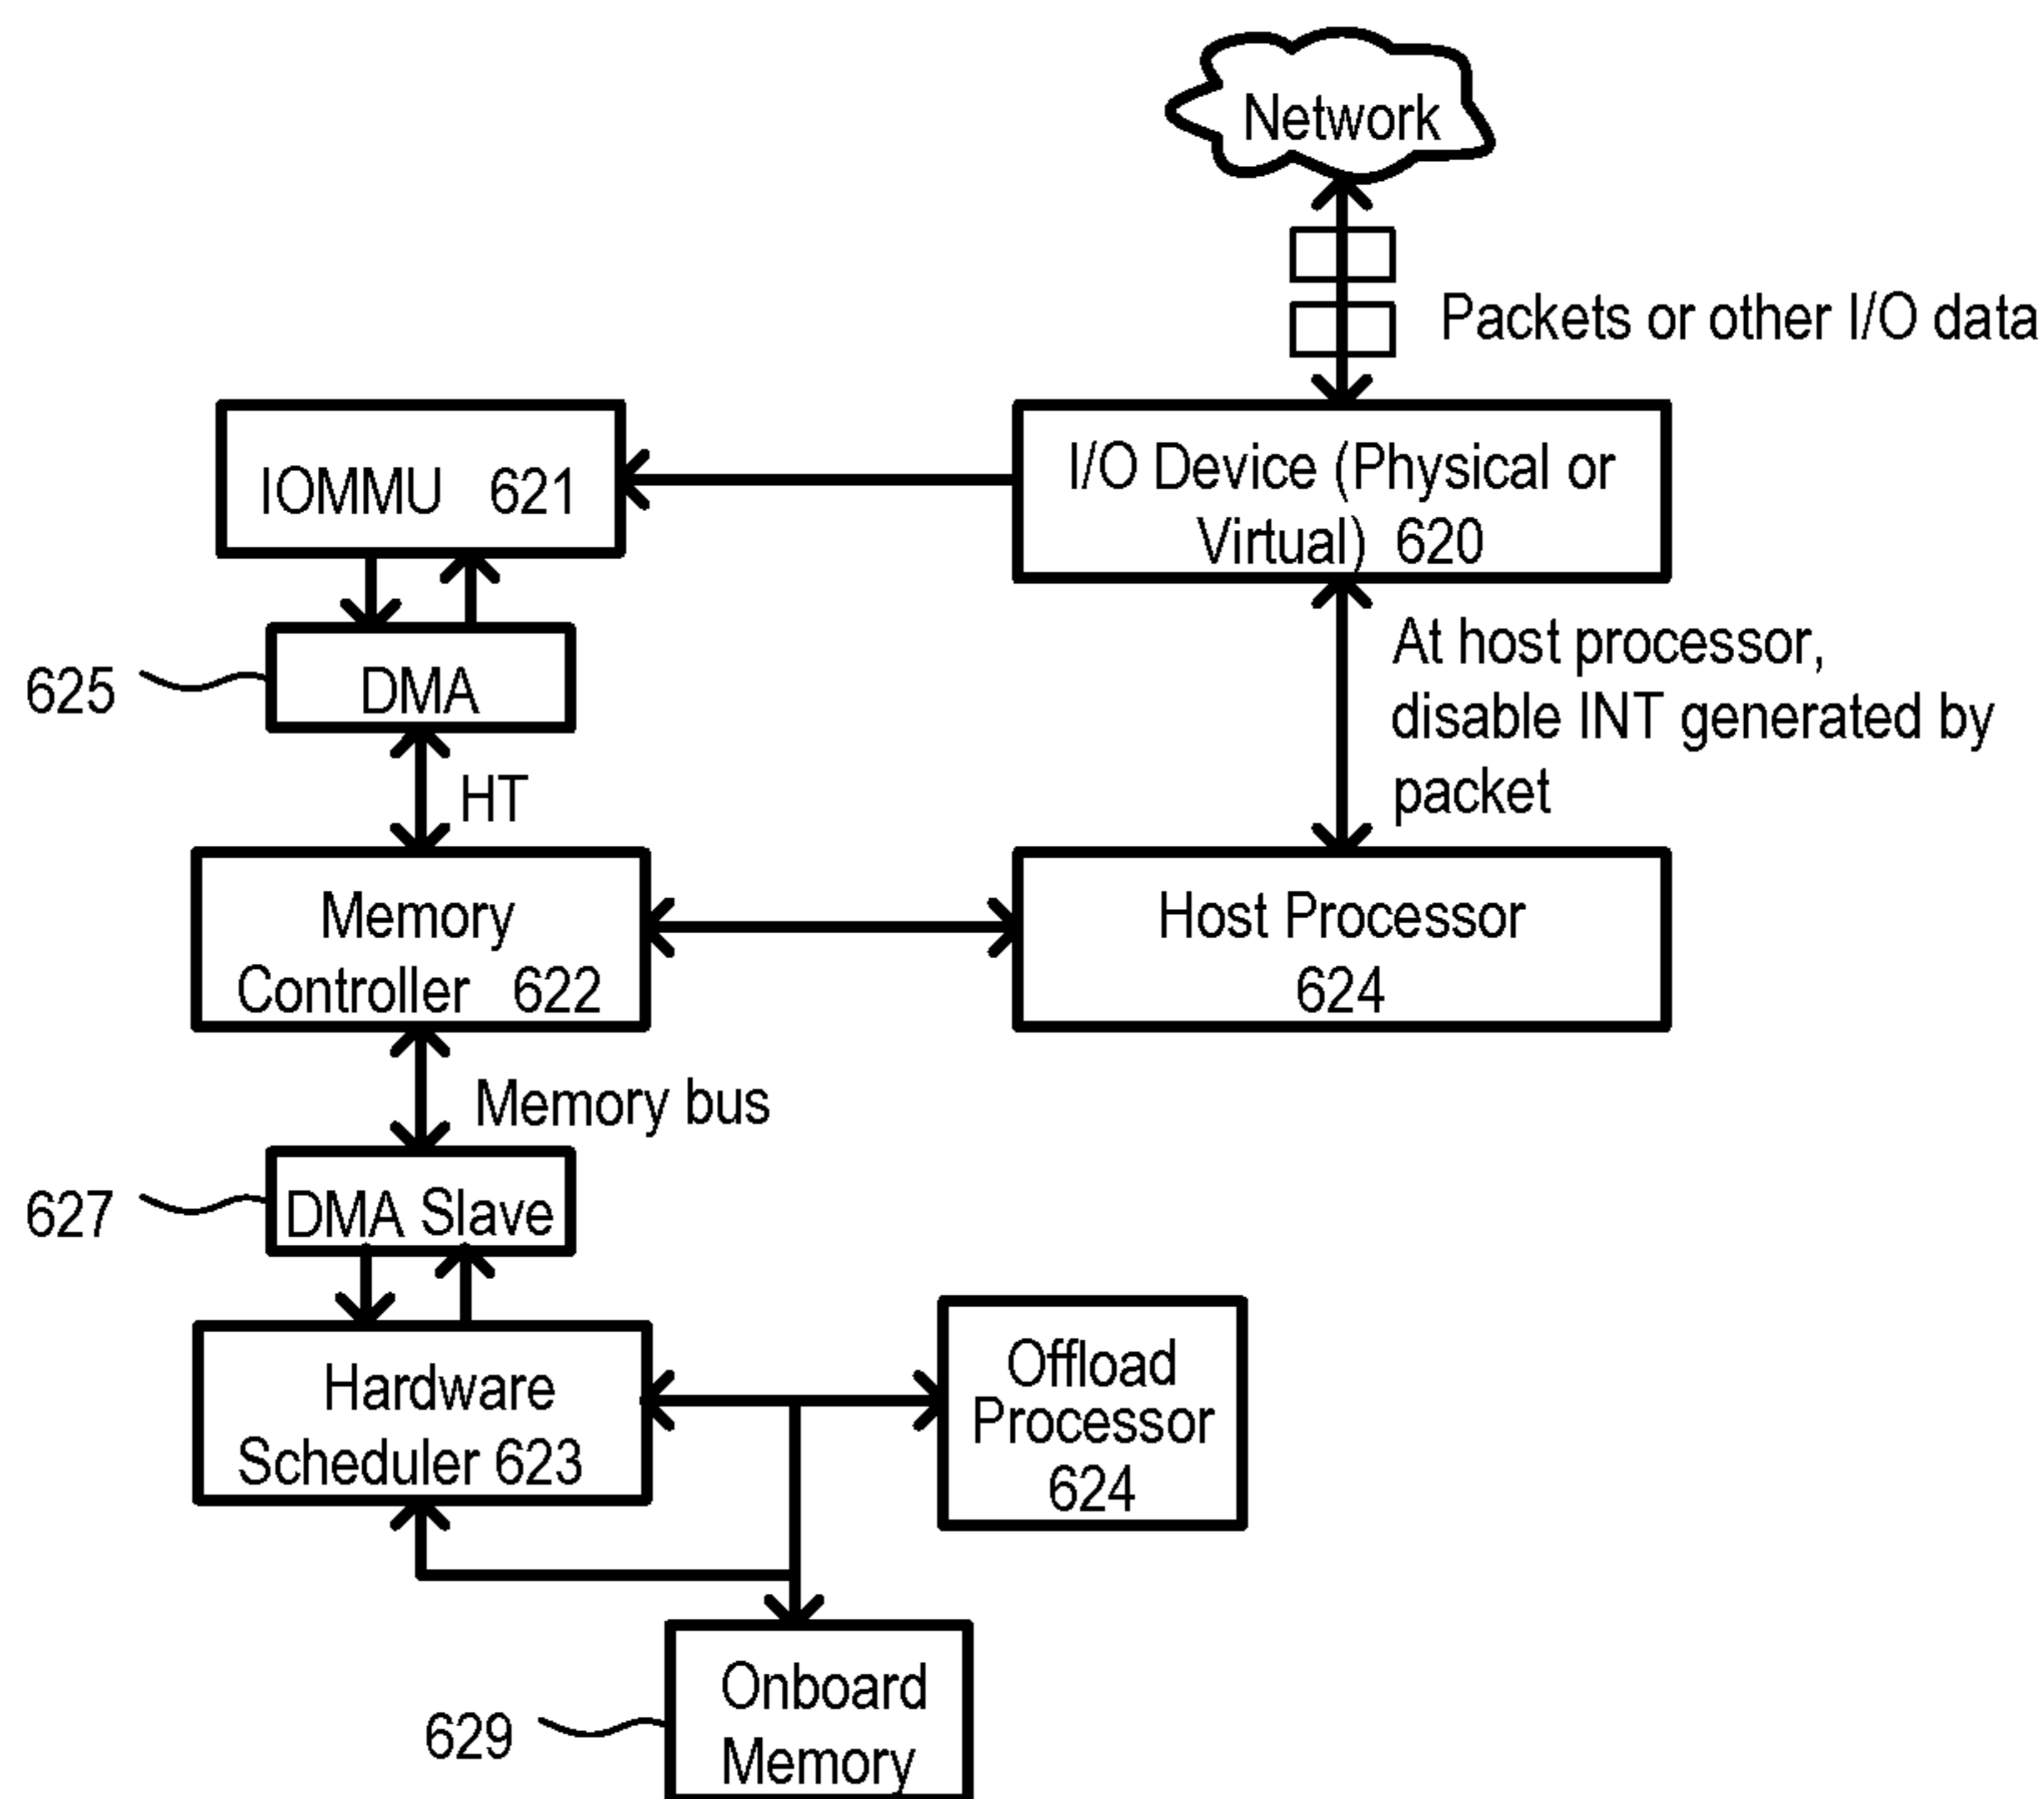 Network
Packets or other I/O data
IOMMU 621
I/O Device (Physical or
Virtual) 620
625
DMA
At host processor,
disable INT generated by
packet
HT
Memory
Controller 622
Host Processor
624
Memory bus
627
DMA Slave
Hardware
Scheduler 623
Offload
Processor
624
629
Onboard
Memory